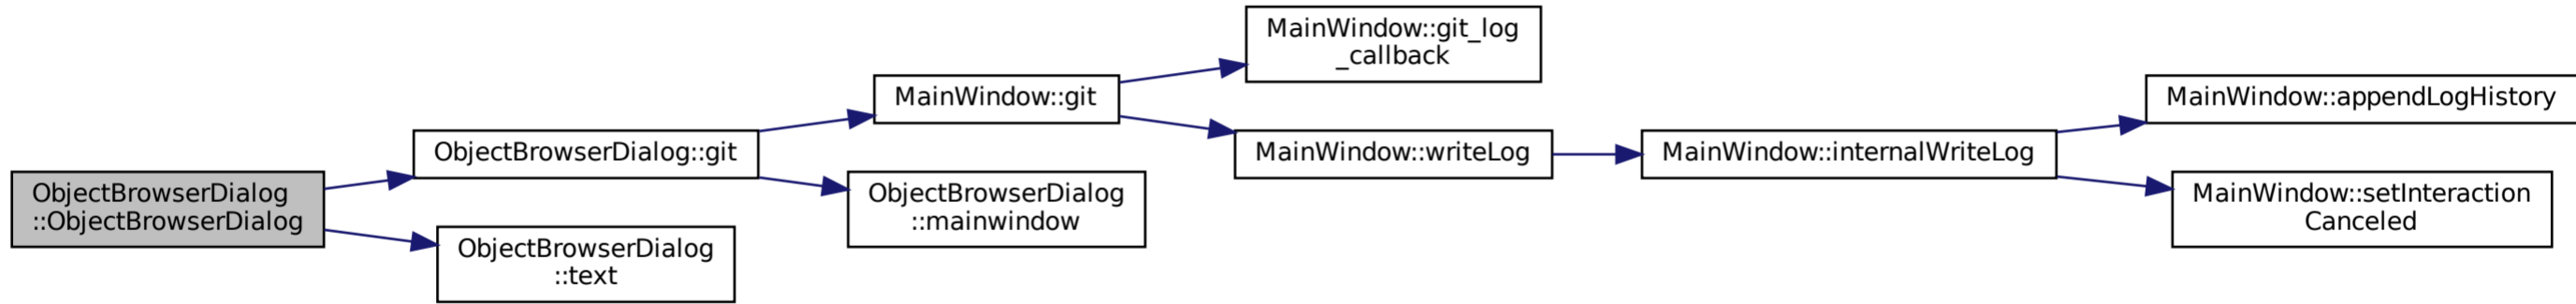 ObjectBrowserDialog
::ObjectBrowserDialog
ObjectBrowserDialog::git
ObjectBrowserDialog
::text
MainWindow::git
ObjectBrowserDialog
::mainwindow
MainWindow::git_log
_callback
MainWindow::writeLog
MainWindow::internalWriteLog
MainWindow::appendLogHistory
MainWindow::setInteraction
Canceled